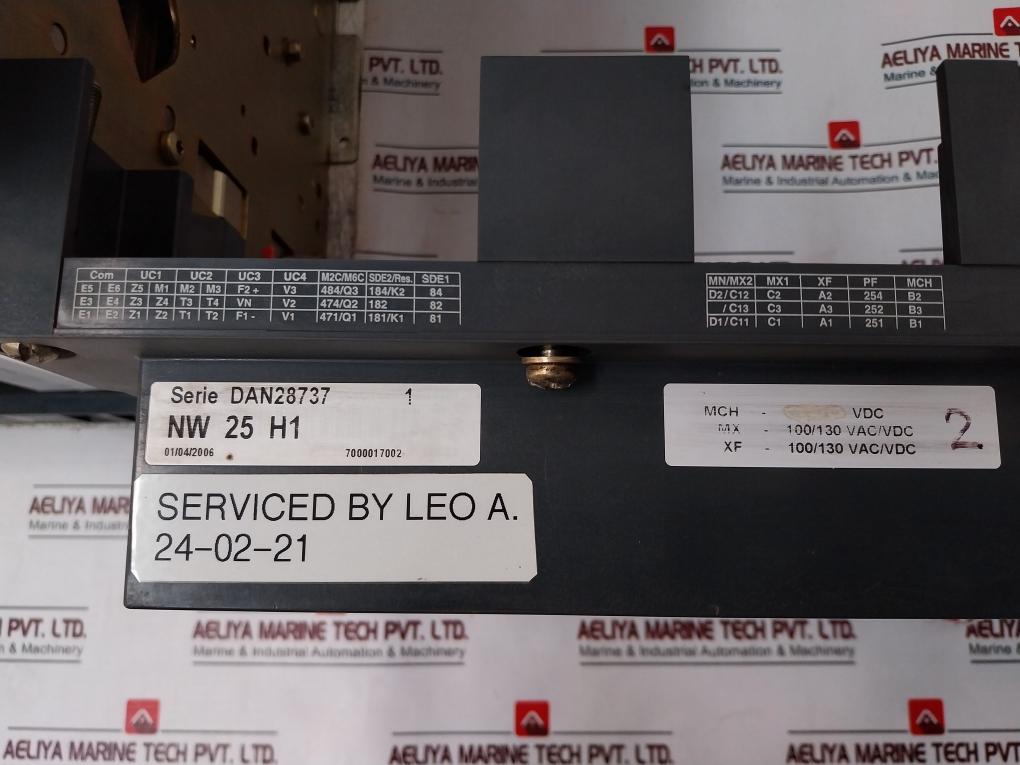 PVT. LTD.
n & Machinery
CH PVT. LTD.
& Machinery
AELIYA MARINE
Marine &
AELIYA MARIN
Marine & Industrial
AELIYA MARINE TECH PVT.
Marine & Industrial Automation & Mach
Com UC1 UC2 UC3 UC4 M2C/M6C SDE2/Res. SDE1
E5 E6 Z5 M1 M2 M3 F2 + V3 484/Q3 184/K2 84
E3 E4 Z3 Z4 T3 T4 VN V2 474/Q2 182 82
E1 E2 Z1 Z2 T1 T2 F1 - V1 471/Q1 181/K1 81
MN/MX2 MX1 XF PF MCH
D2/C12 C2 A2 254 B2
/C13 C3 A3 252 B3
D1/C11 C1 A1 251 B1
Serie DAN28737 1
NW 25 H1
01/04/2006 7000017002
MCH - VDC
MX - 100/130 VAC/VDC
XF - 100/130 VAC/VDC
2
SERVICED BY LEO A.
24-02-21
AELIYA MAR
Marine & Industr
PVT. LTD.
n & Machinery
AELIYA MARINE TECH PVT. LTD.
Marine & Industrial Automation & Machinery
AELIYA MARINE TECH PVT. LTD.
Marine & Industrial Automation & Machinery
AELIYA
Marine &
AELIYA MARINE TECH PVT. LTD.
AELIYA MARINE TECH PVT. LTD.
AELIYA MARINE TECH PVT. LTD.